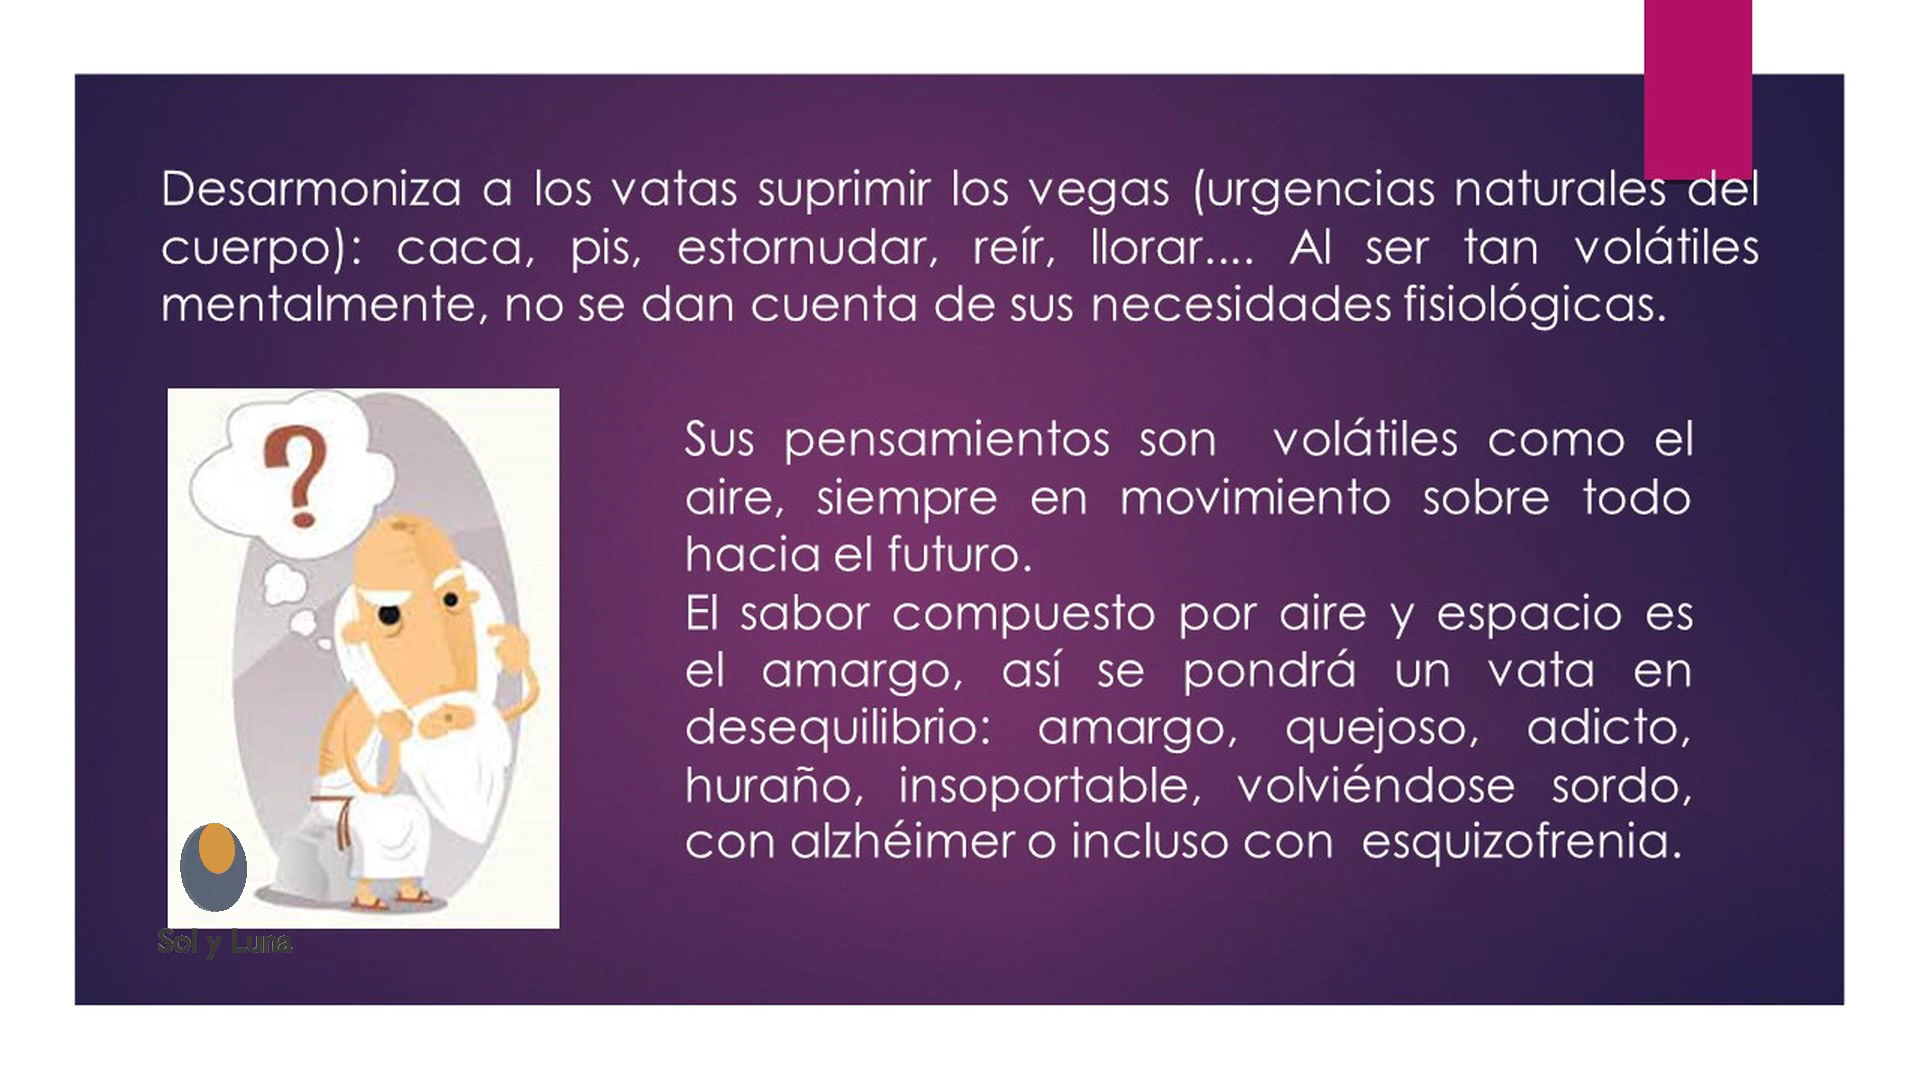 Desarmoniza a los vatas suprimir los vegas (urgencias naturales del
cuerpo): caca, pis, estornudar, reír, llorar.... Al ser tan volátiles
mentalmente, no se dan cuenta de sus necesidades fisiológicas.
?
Sus pensamientos son volátiles como el
aire, siempre en movimiento sobre todo
hacia el futuro.
El sabor compuesto por aire y espacio es
el amargo, así se pondrá un vata en
desequilibrio: amargo, quejoso, adicto,
huraño, insoportable, volviéndose sordo,
con alzhéimer o incluso con esquizofrenia.
Sol y Luna